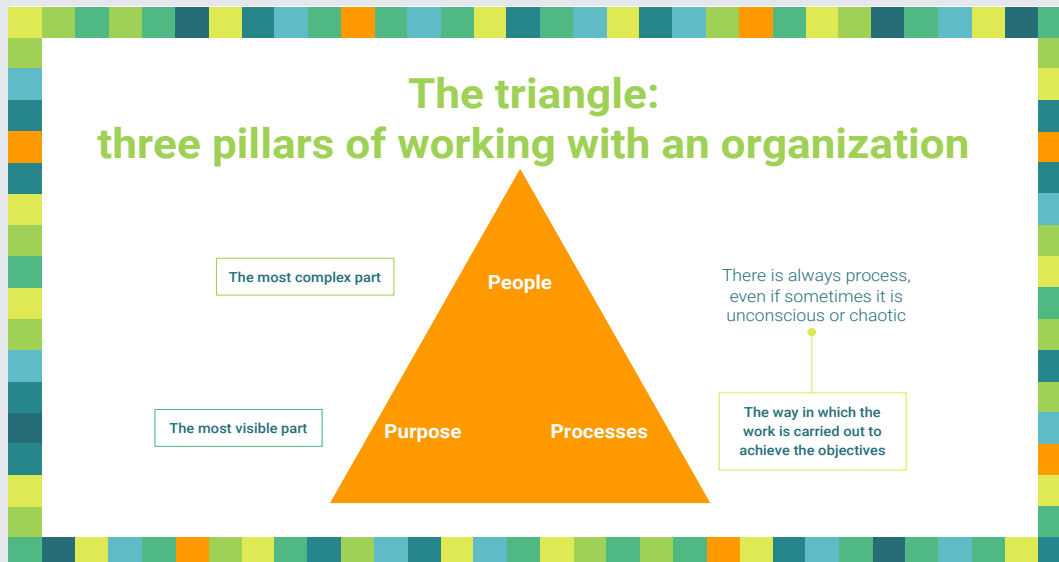 The triangle:
three pillars of working with an organization
The most complex part
People
There is always process,
even if sometimes it is
unconscious or chaotic
The most visible part
Purpose
Processes
The way in which the
work is carried out to
achieve the objectives